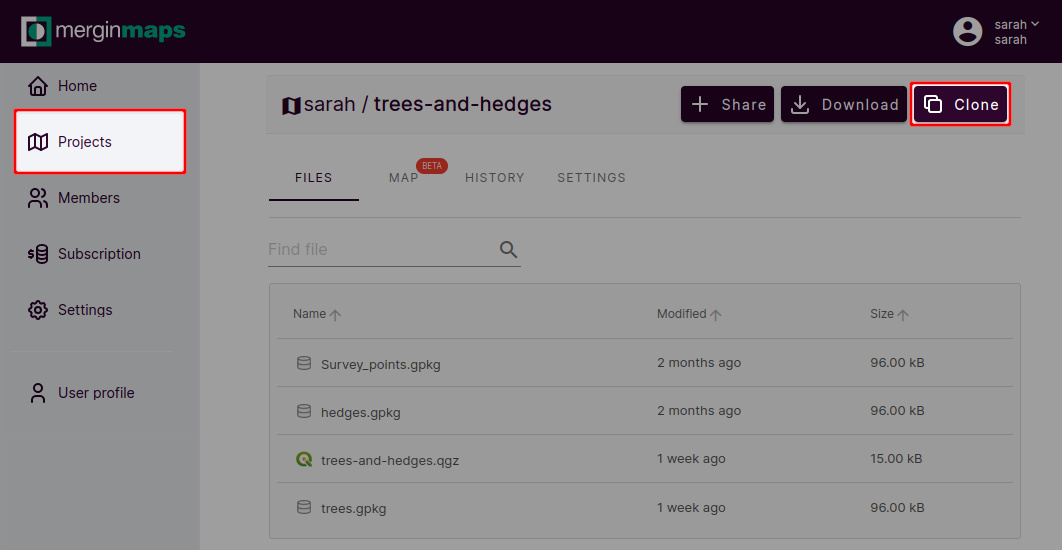 merginmaps
sarah
sarah
Home
Projects
Members
Subscription
Settings
User profile
sarah / trees-and-hedges
Share
Download
Clone
FILES
MAP
BETA
HISTORY
SETTINGS
Find file
Name Modified Size
Survey_points.gpkg 2 months ago 96.00 kB
hedges.gpkg 2 months ago 96.00 kB
trees-and-hedges.qgz 1 week ago 15.00 kB
trees.gpkg 1 week ago 96.00 kB